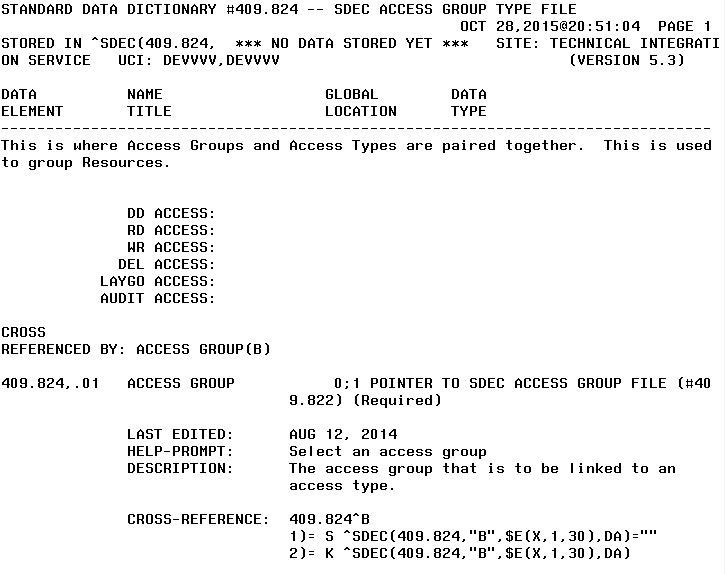 STANDARD DATA DICTIONARY #409.824 -- SDEC ACCESS GROUP TYPE FILE
OCT 28,2015@20:51:04  PAGE 1
STORED IN ^SDEC(409.824,  *** NO DATA STORED YET ***   SITE: TECHNICAL INTEGRATI
ON SERVICE   UCI: DEVVVV,DEVVVV                                (VERSION 5.3)
DATA          NAME                  GLOBAL        DATA
ELEMENT       TITLE                 LOCATION      TYPE
-------------------------------------------------------------------------------
This is where Access Groups and Access Types are paired together.  This is used
to group Resources.
DD ACCESS:
RD ACCESS:
WR ACCESS:
DEL ACCESS:
LAYGO ACCESS:
AUDIT ACCESS:
CROSS
REFERENCED BY: ACCESS GROUP(B)
409.824,.01   ACCESS GROUP           0;1 POINTER TO SDEC ACCESS GROUP FILE (#40
9.822) (Required)
LAST EDITED:      AUG 12, 2014
HELP-PROMPT:      Select an access group
DESCRIPTION:      The access group that is to be linked to an
access type.
CROSS-REFERENCE:  409.824^B
1)= S ^SDEC(409.824,"B",$E(X,1,30),DA)=""
2)= K ^SDEC(409.824,"B",$E(X,1,30),DA)